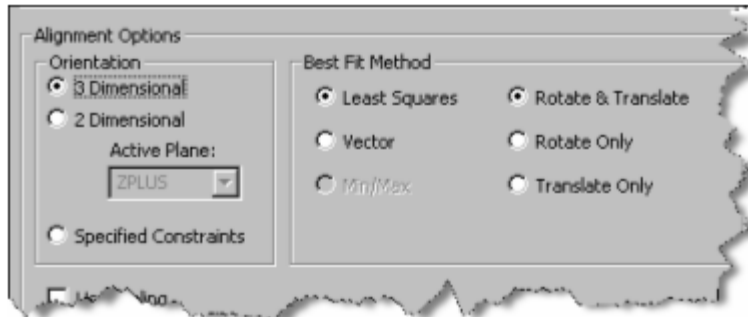 Alignment Options
Orientation
3 Dimensional
2 Dimensional
Active Plane:
ZPLUS
Specified Constraints
Best Fit Method
Least Squares
Vector
Min/Max
Rotate & Translate
Rotate Only
Translate Only